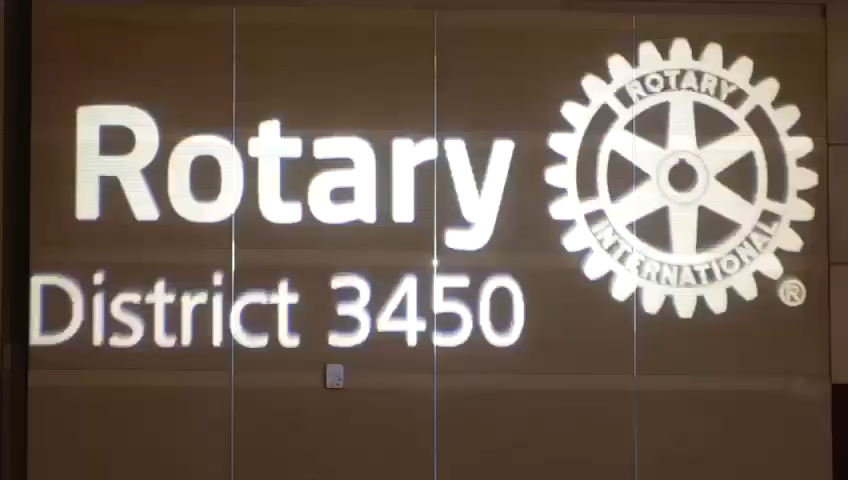 Rotary
District 3450
ROTARY
INTERNATIONAL
®